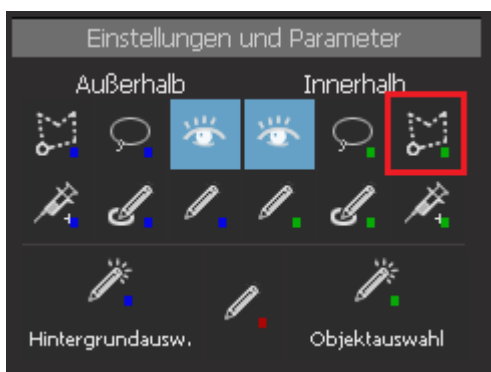 Einstellungen und Parameter
Außerhalb Innerhalb
Hintergrundausw. Objektauswahl